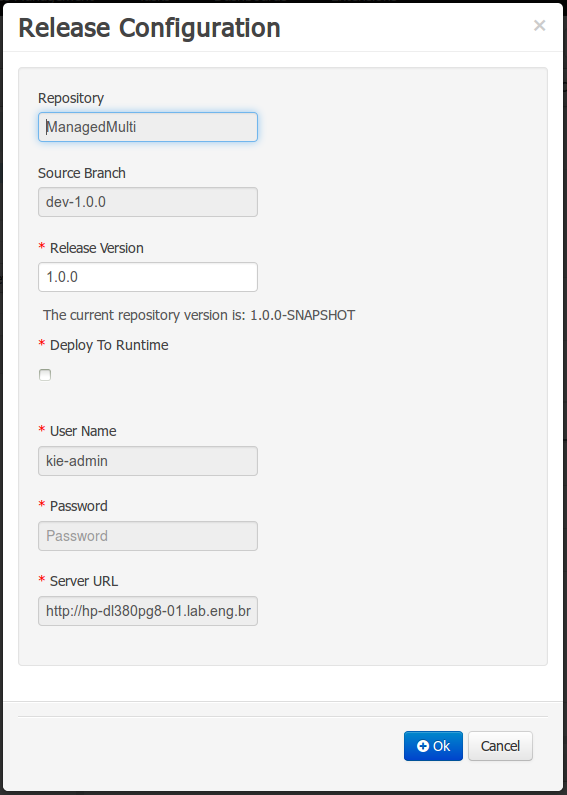 Release Configuration
×
Repository
ManagedMulti
Source Branch
dev-1.0.0
* Release Version
1.0.0
The current repository version is: 1.0.0-SNAPSHOT
* Deploy To Runtime
* User Name
kie-admin
* Password
Password
* Server URL
http://hp-dl380pg8-01.lab.eng.br
Ok Cancel